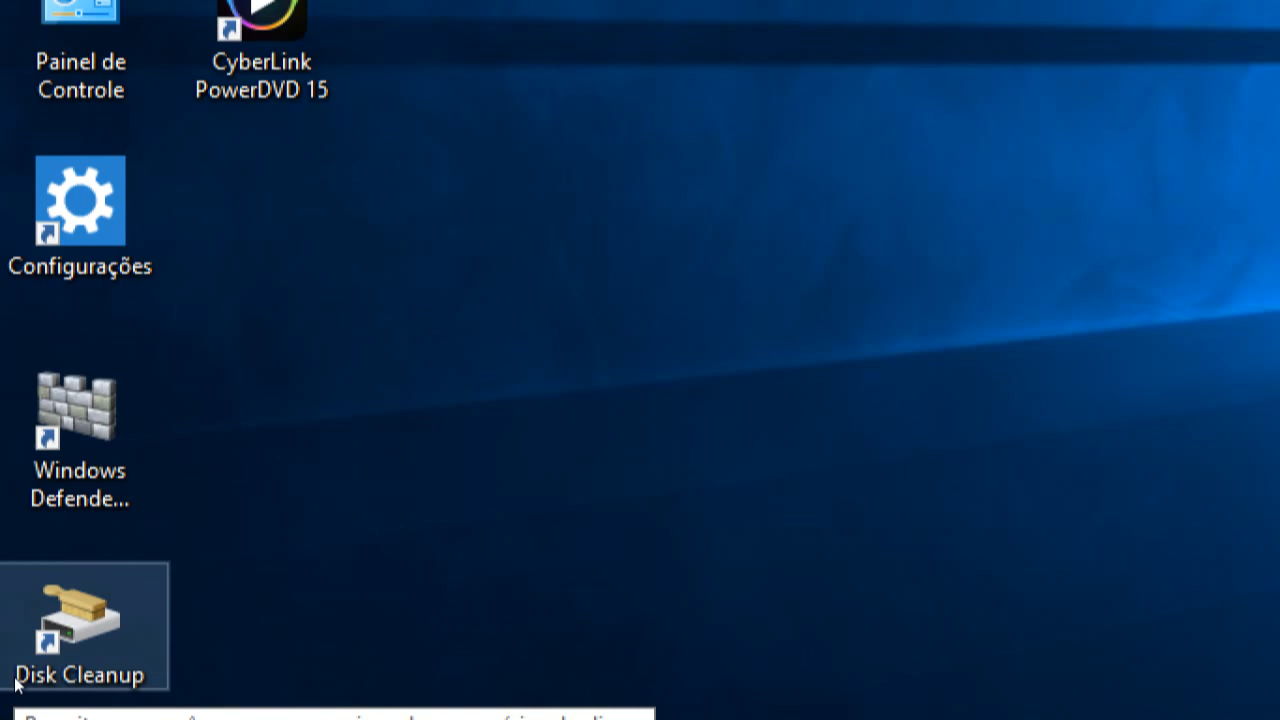 Painel de
Controle
CyberLink
PowerDVD 15
Configurações
Windows
Defende...
Disk Cleanup